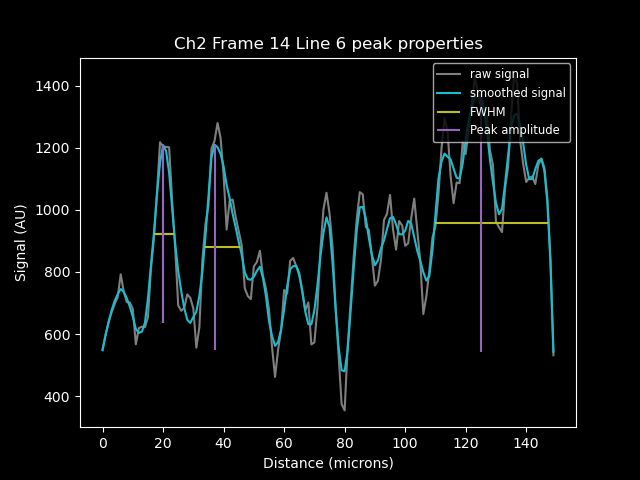 Ch2 Frame 14 Line 6 peak properties
raw signal
smoothed signal
FWHM
Peak amplitude
Signal (AU)
1400
1200
1000
800
600
400
0 20 40 60 80 100 120 140
Distance (microns)